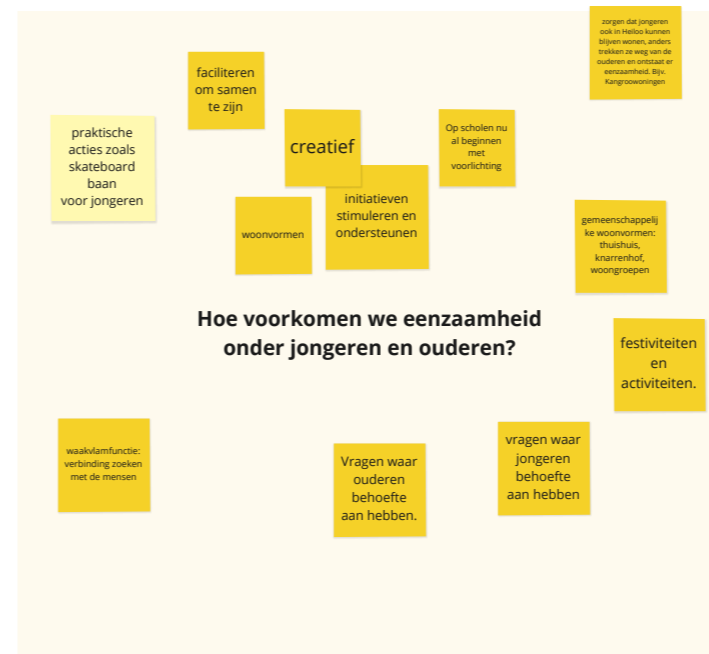 zorgen dat jongeren
ook in Heiloo kunnen
blijven wonen, anders
trekken ze weg van de
ouderen en ontstaat er
eenzaamheid. Bijv.
Kangroowoningen
faciliteren
om samen
te zijn
praktische
acties zoals
skateboard
baan
voor jongeren
creatief
Op scholen nu
al beginnen
met
voorlichting
initiatieven
stimuleren en
ondersteunen
woonvormen
gemeenschappelij
ke woonvormen:
thuishuis,
knarrenhof,
woongroepen
Hoe voorkomen we eenzaamheid
onder jongeren en ouderen?
festiviteiten
en
activiteiten.
waakvlamfunctie:
verbinding zoeken
met de mensen
Vragen waar
ouderen
behoefte
aan hebben.
vragen waar
jongeren
behoefte
aan hebben